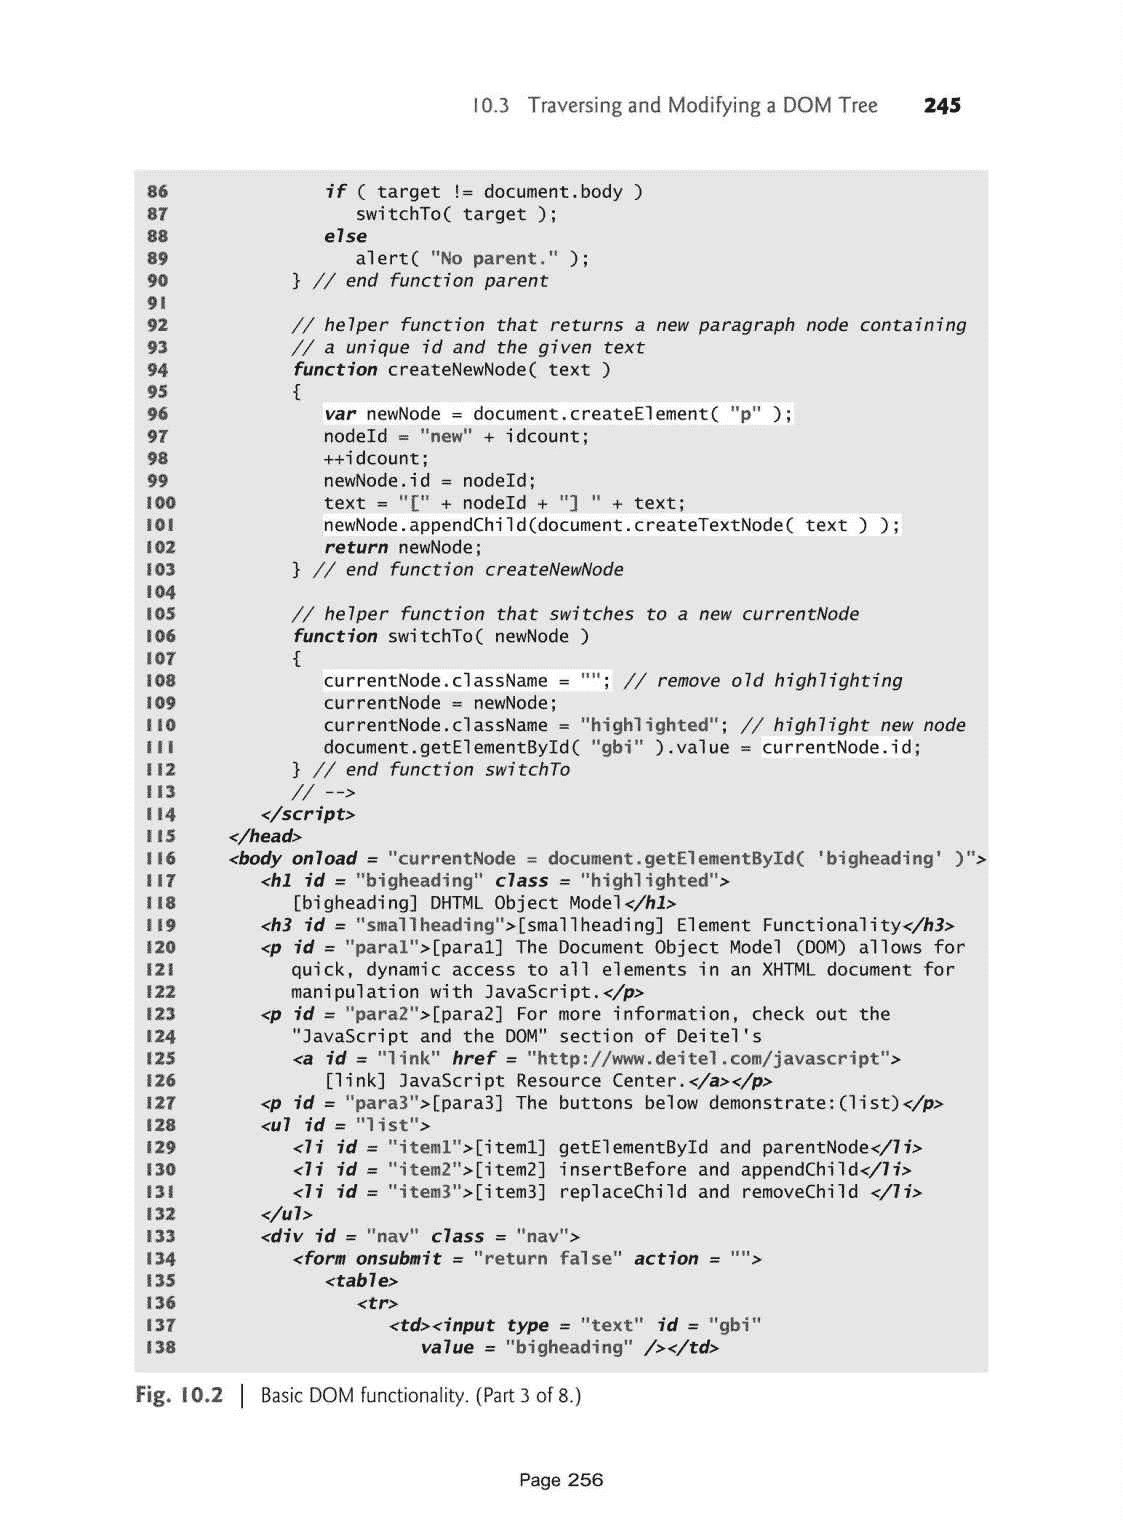 10.3 Traversing and Modifying a DOM Tree 245
86 if ( target != document.body )
87 switchTo( target );
88 else
89 alert( "No parent." );
90 } // end function parent
91
92 // helper function that returns a new paragraph node containing
93 // a unique id and the given text
94 function createNewNode( text )
95 {
96 var newNode = document.createElement( "p" );
97 nodeId = "new" + idcount;
98 ++idcount;
99 newNode.id = nodeId;
100 text = "[" + nodeId + "] " + text;
101 newNode.appendChild(document.createTextNode( text ) );
102 return newNode;
103 } // end function createNewNode
104
105 // helper function that switches to a new currentNode
106 function switchTo( newNode )
107 {
108 currentNode.className = ""; // remove old highlighting
109 currentNode = newNode;
110 currentNode.className = "highlighted"; // highlight new node
111 document.getElementById( "gbi" ).value = currentNode.id;
112 } // end function switchTo
113 // -->
114 </script>
115 </head>
116 <body onload = "currentNode = document.getElementById( 'bigheading' )">
117 <h1 id = "bigheading" class = "highlighted">
118 [bigheading] DHTML Object Model</h1>
119 <h3 id = "smallheading">[smallheading] Element Functionality</h3>
120 <p id = "para1">[para1] The Document Object Model (DOM) allows for
121 quick, dynamic access to all elements in an XHTML document for
122 manipulation with JavaScript.</p>
123 <p id = "para2">[para2] For more information, check out the
124 "JavaScript and the DOM" section of Deitel's
125 <a id = "link" href = "http://www.deitel.com/javascript">
126 [link] JavaScript Resource Center.</a></p>
127 <p id = "para3">[para3] The buttons below demonstrate:(list)</p>
128 <ul id = "list">
129 <li id = "item1">[item1] getElementById and parentNode</li>
130 <li id = "item2">[item2] insertBefore and appendChild</li>
131 <li id = "item3">[item3] replaceChild and removeChild </li>
132 </ul>
133 <div id = "nav" class = "nav">
134 <form onsubmit = "return false" action = "">
135 <table>
136 <tr>
137 <td><input type = "text" id = "gbi"
138 value = "bigheading" /></td>
Fig. 10.2 | Basic DOM functionality. (Part 3 of 8.)
Page 256